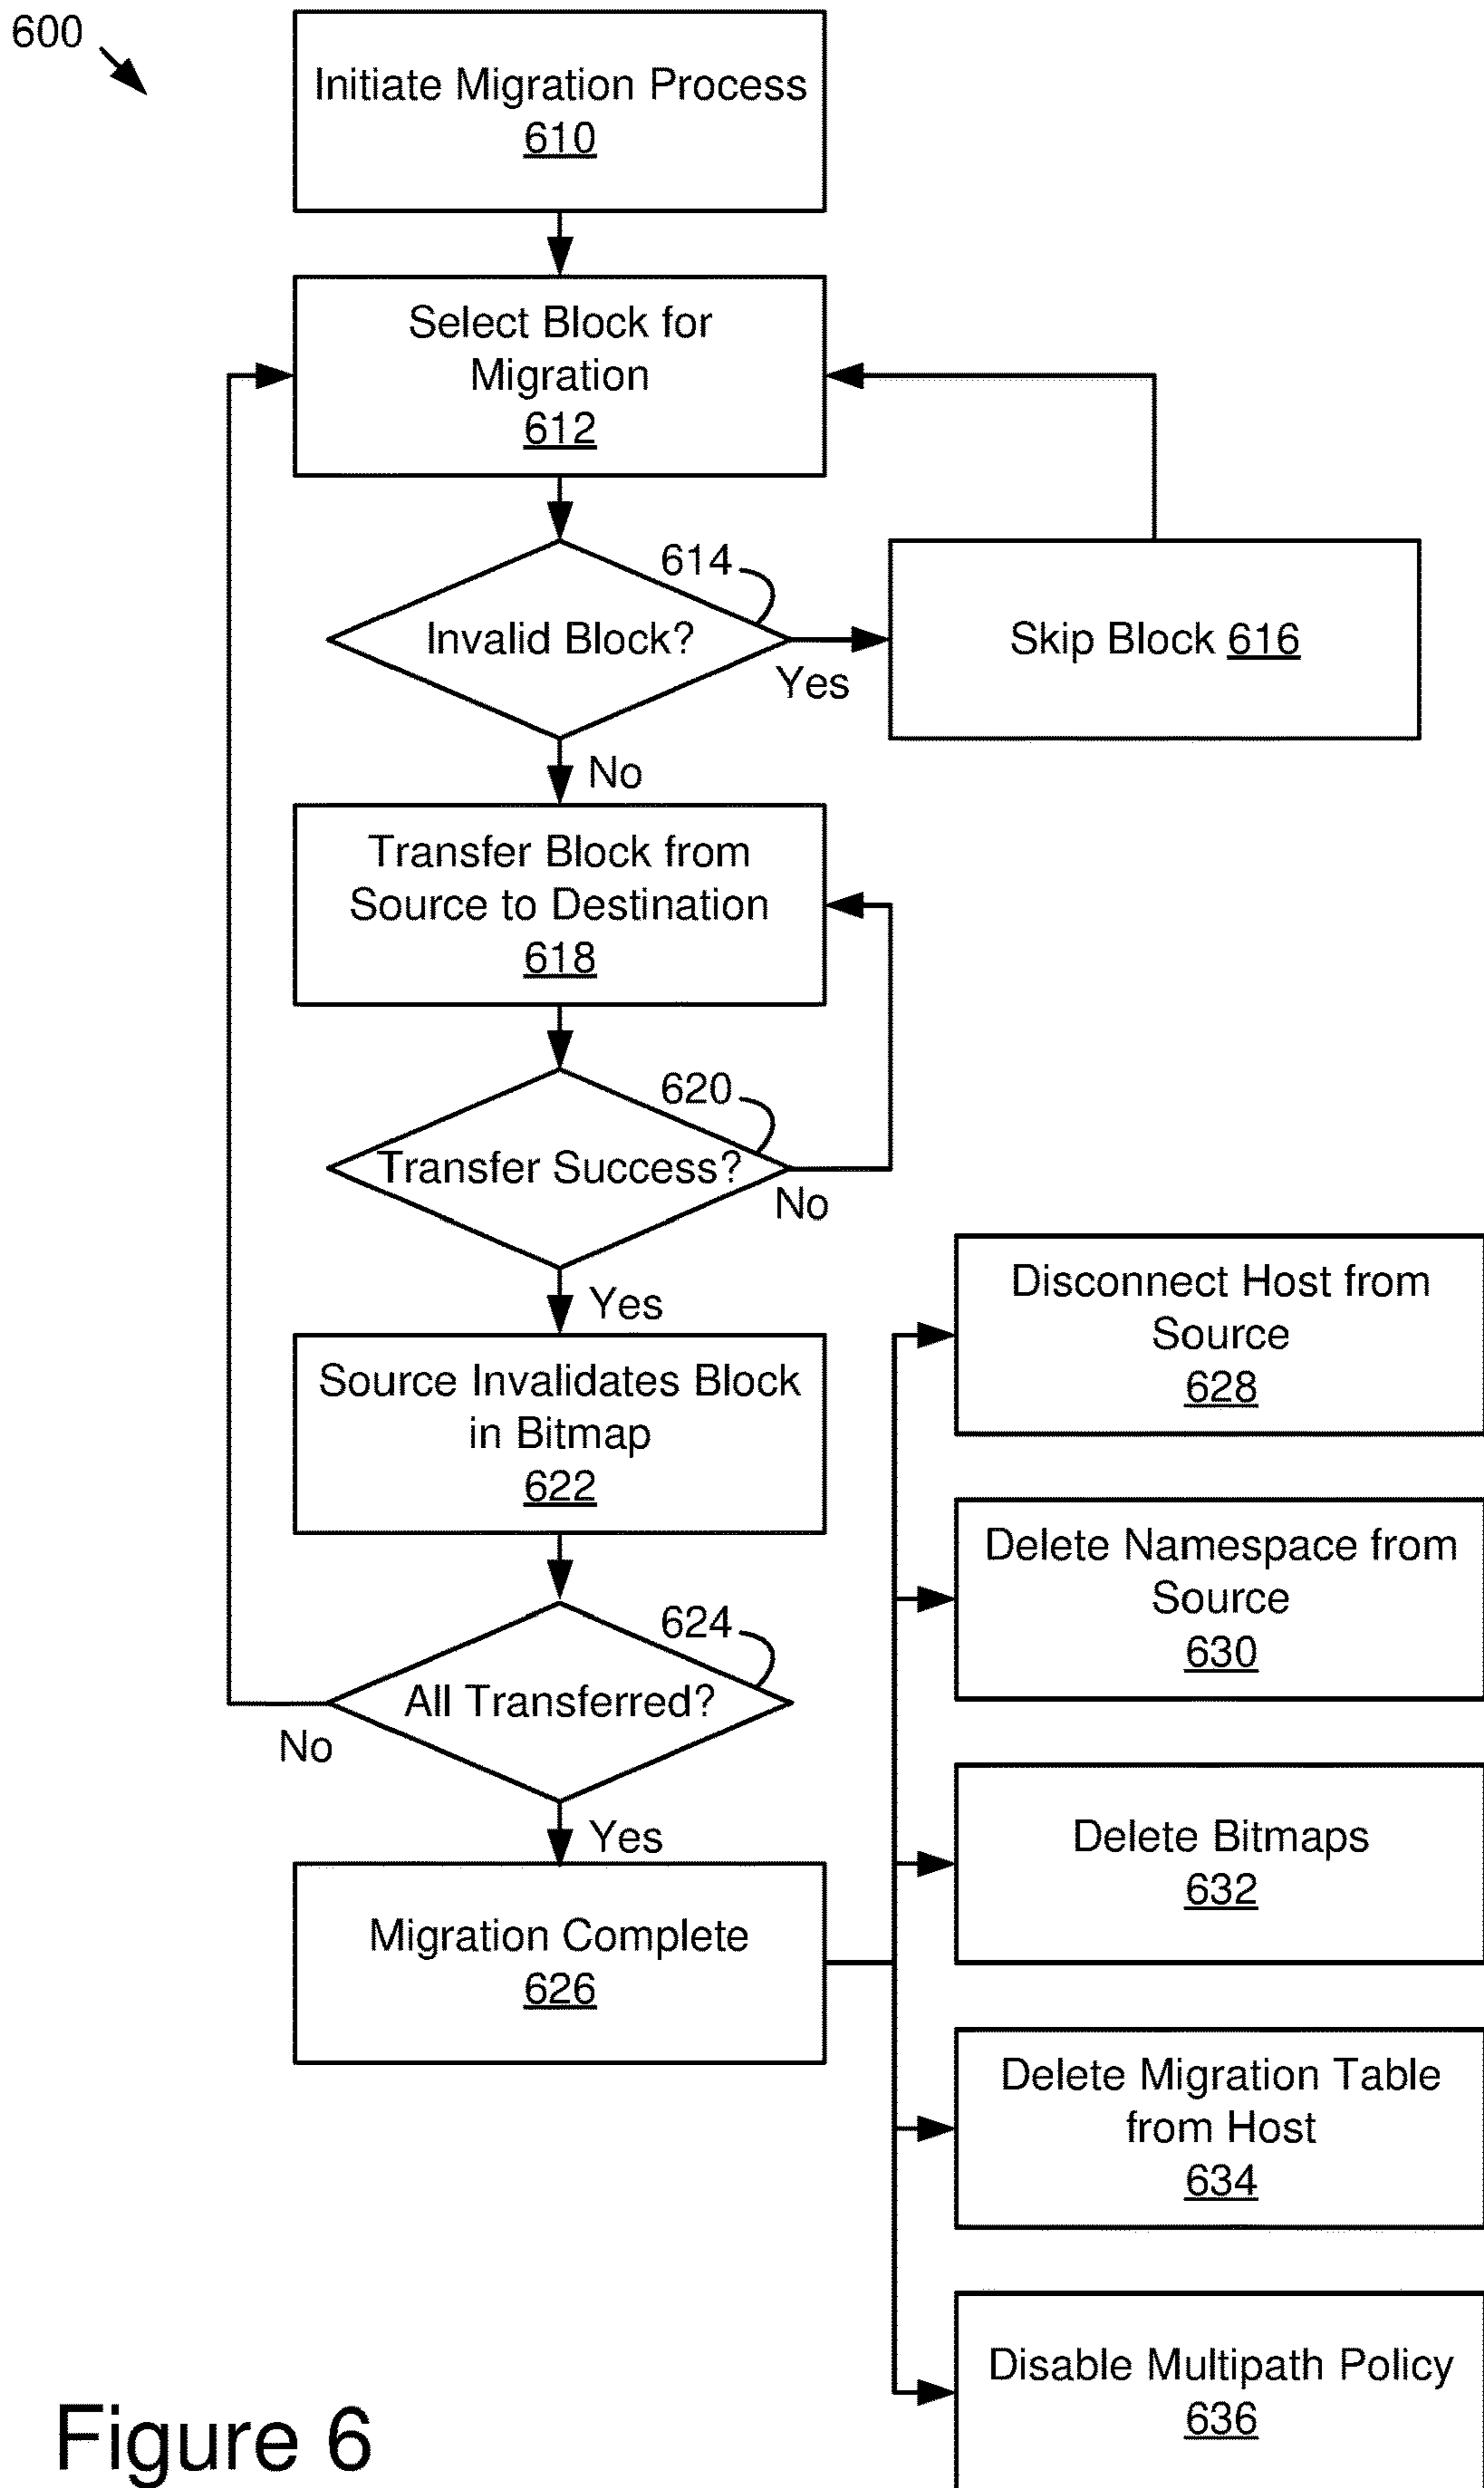 600
Initiate Migration Process
610
Select Block for
Migration
612
614
Invalid Block?
Yes
Skip Block 616
No
Transfer Block from
Source to Destination
618
620
Transfer Success?
No
Yes
Source Invalidates Block
in Bitmap
622
624
All Transferred?
No
Yes
Migration Complete
626
Disconnect Host from
Source
628
Delete Namespace from
Source
630
Delete Bitmaps
632
Delete Migration Table
from Host
634
Disable Multipath Policy
636
Figure 6